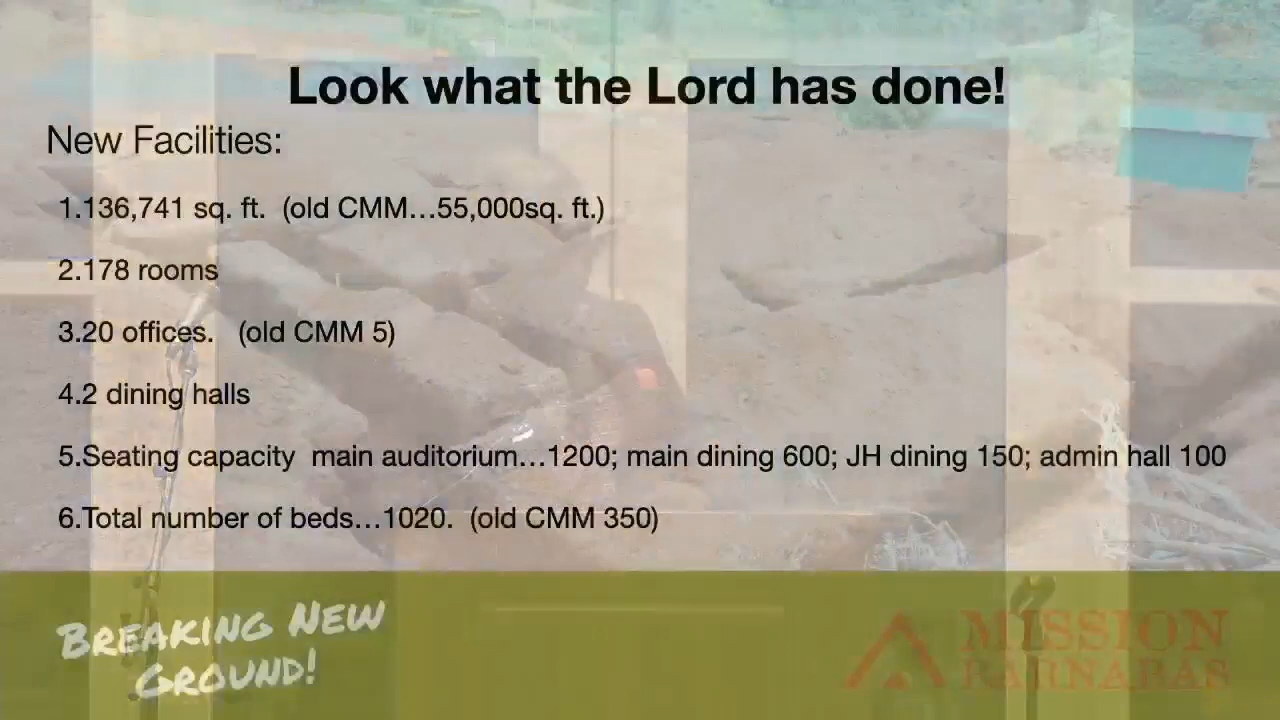 Look what the Lord has done!
New Facilities:
1.136,741 sq. ft.  (old CMM…55,000sq. ft.)
2.178 rooms
3.20 offices.   (old CMM 5)
4.2 dining halls
5.Seating capacity  main auditorium…1200; main dining 600; JH dining 150; admin hall 100
6.Total number of beds…1020.  (old CMM 350)
BREAKING NEW
GROUND!
MISSION
BARNABAS